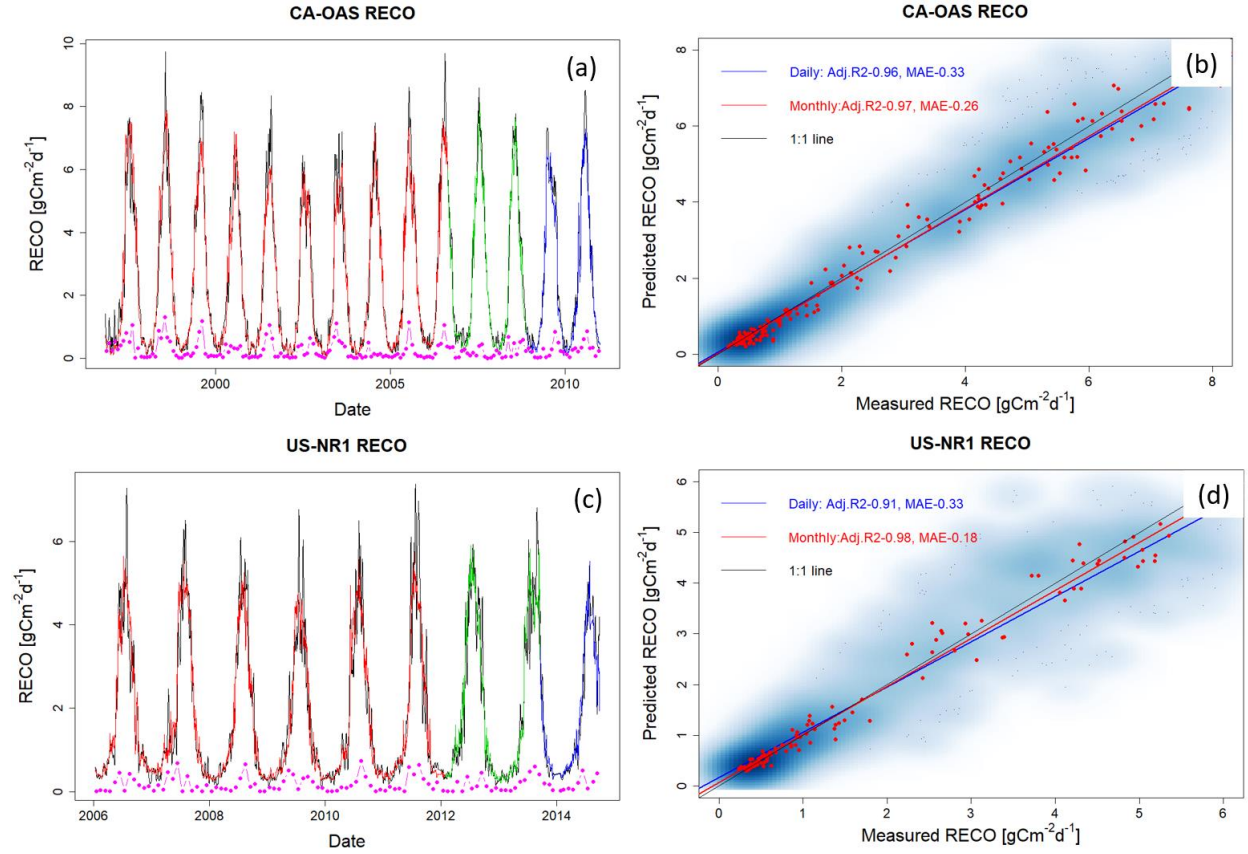 CA-OAS RECO
(a)
RECO [gCm⁻²d⁻¹]
10
8
6
4
2
0
2000 2005 2010
Date
CA-OAS RECO
(b)
Daily: Adj.R2-0.96, MAE-0.33
Monthly:Adj.R2-0.97, MAE-0.26
1:1 line
Predicted RECO [gCm⁻²d⁻¹]
8
6
4
2
0
0 2 4 6 8
Measured RECO [gCm⁻²d⁻¹]
US-NR1 RECO
(c)
RECO [gCm⁻²d⁻¹]
6
4
2
0
2006 2008 2010 2012 2014
Date
US-NR1 RECO
(d)
Daily: Adj.R2-0.91, MAE-0.33
Monthly:Adj.R2-0.98, MAE-0.18
1:1 line
Predicted RECO [gCm⁻²d⁻¹]
6
5
4
3
2
1
0
0 1 2 3 4 5 6
Measured RECO [gCm⁻²d⁻¹]